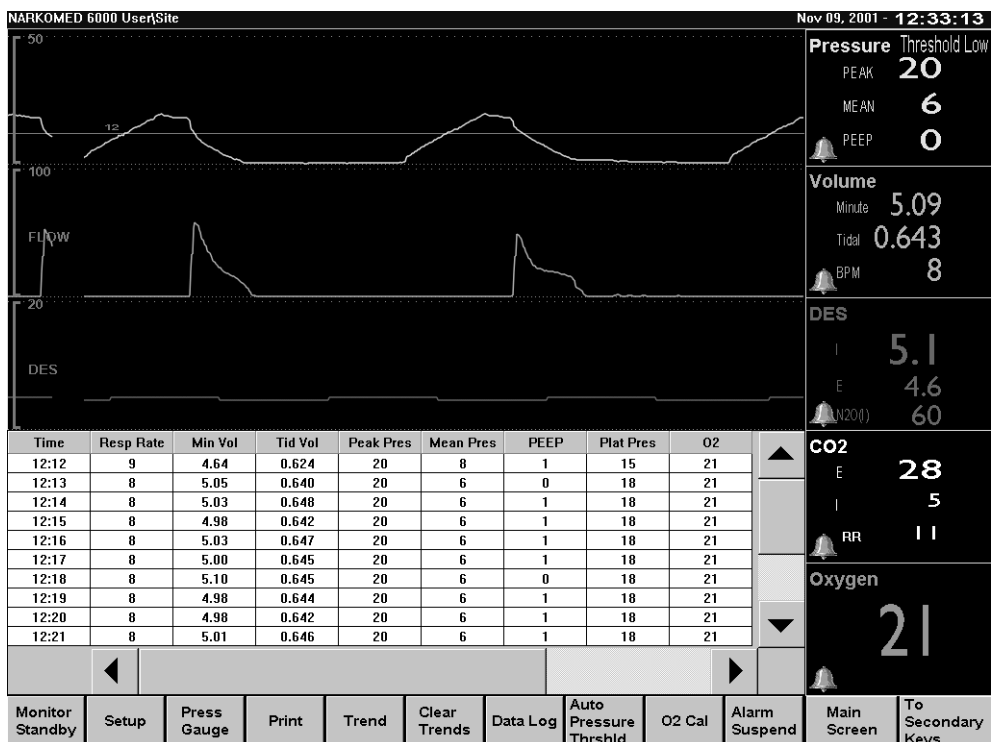 NARKOMED 6000 User\Site
Nov 09, 2001 - 12:33:13
50
12
100
FLOW
20
DES
Pressure Threshold Low
PEAK 20
MEAN 6
PEEP 0
Volume
Minute 5.09
Tidal 0.643
BPM 8
DES
I 5.1
E 4.6
N2O(I) 60
CO2
E 28
I 5
RR 11
Oxygen
21
Time Resp Rate Min Vol Tid Vol Peak Pres Mean Pres PEEP Plat Pres O2
12:12 9 4.64 0.624 20 8 1 15 21
12:13 8 5.05 0.640 20 6 0 18 21
12:14 8 5.03 0.648 20 6 1 18 21
12:15 8 4.98 0.642 20 6 1 18 21
12:16 8 5.03 0.647 20 6 1 18 21
12:17 8 5.00 0.645 20 6 1 18 21
12:18 8 5.10 0.645 20 6 0 18 21
12:19 8 4.98 0.644 20 6 1 18 21
12:20 8 4.98 0.642 20 6 1 18 21
12:21 8 5.01 0.646 20 6 1 18 21
Monitor
Standby
Setup
Press
Gauge
Print
Trend
Clear
Trends
Data Log
Auto
Pressure
Thrshld
O2 Cal
Alarm
Suspend
Main
Screen
To
Secondary
Keys